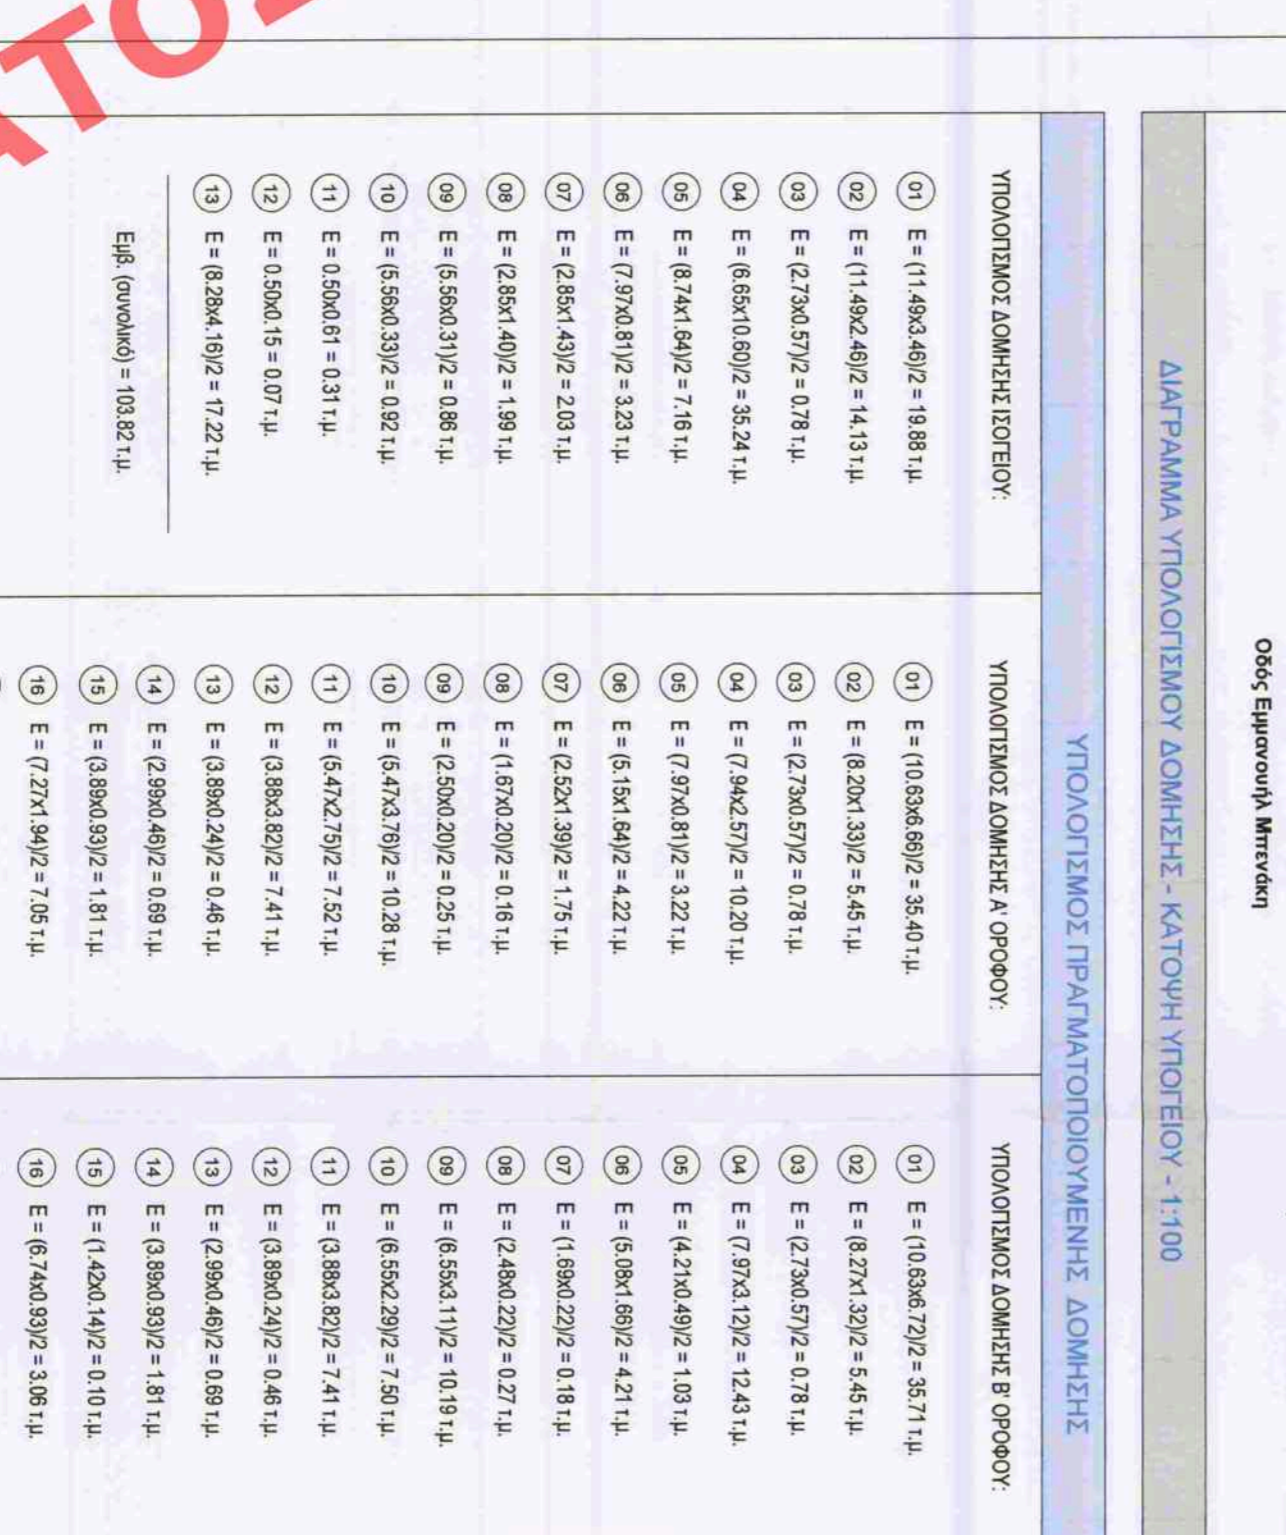 Οδός Εμμανουήλ Μπενάκη
ΔΙΑΓΡΑΜΜΑ ΥΠΟΛΟΓΙΣΜΟΥ ΔΟΜΗΣΗΣ - ΚΑΤΟΨΗ ΥΠΟΓΕΙΟΥ - 1:100
ΥΠΟΛΟΓΙΣΜΟΣ ΠΡΑΓΜΑΤΟΠΟΙΟΥΜΕΝΗΣ ΔΟΜΗΣΗΣ
ΥΠΟΛΟΓΙΣΜΟΣ ΔΟΜΗΣΗΣ ΙΣΟΓΕΙΟΥ:
01 E = (11.49x3.46)/2 = 19.88 τ.μ.
02 E = (11.49x2.46)/2 = 14.13 τ.μ.
03 E = (2.73x0.57)/2 = 0.78 τ.μ.
04 E = (6.65x10.60)/2 = 35.24 τ.μ.
05 E = (8.74x1.64)/2 = 7.16 τ.μ.
06 E = (7.97x0.81)/2 = 3.23 τ.μ.
07 E = (2.85x1.43)/2 = 2.03 τ.μ.
08 E = (2.85x1.40)/2 = 1.99 τ.μ.
09 E = (5.56x0.31)/2 = 0.86 τ.μ.
10 E = (5.56x0.33)/2 = 0.92 τ.μ.
11 E = 0.50x0.61 = 0.31 τ.μ.
12 E = 0.50x0.15 = 0.07 τ.μ.
13 E = (8.28x4.16)/2 = 17.22 τ.μ.
Εμβ. (συνολικό) = 103.82 τ.μ.
ΥΠΟΛΟΓΙΣΜΟΣ ΔΟΜΗΣΗΣ Α' ΟΡΟΦΟΥ:
01 E = (10.63x6.66)/2 = 35.40 τ.μ.
02 E = (8.20x1.33)/2 = 5.45 τ.μ.
03 E = (2.73x0.57)/2 = 0.78 τ.μ.
04 E = (7.94x2.57)/2 = 10.20 τ.μ.
05 E = (7.97x0.81)/2 = 3.22 τ.μ.
06 E = (5.15x1.64)/2 = 4.22 τ.μ.
07 E = (2.52x1.39)/2 = 1.75 τ.μ.
08 E = (1.67x0.20)/2 = 0.16 τ.μ.
09 E = (2.50x0.20)/2 = 0.25 τ.μ.
10 E = (5.47x3.76)/2 = 10.28 τ.μ.
11 E = (5.47x2.75)/2 = 7.52 τ.μ.
12 E = (3.88x3.82)/2 = 7.41 τ.μ.
13 E = (3.89x0.24)/2 = 0.46 τ.μ.
14 E = (2.99x0.46)/2 = 0.69 τ.μ.
15 E = (3.89x0.93)/2 = 1.81 τ.μ.
16 E = (7.27x1.94)/2 = 7.05 τ.μ.
ΥΠΟΛΟΓΙΣΜΟΣ ΔΟΜΗΣΗΣ Β' ΟΡΟΦΟΥ:
01 E = (10.63x6.72)/2 = 35.71 τ.μ.
02 E = (8.27x1.32)/2 = 5.45 τ.μ.
03 E = (2.73x0.57)/2 = 0.78 τ.μ.
04 E = (7.97x3.12)/2 = 12.43 τ.μ.
05 E = (4.21x0.49)/2 = 1.03 τ.μ.
06 E = (5.08x1.66)/2 = 4.21 τ.μ.
07 E = (1.69x0.22)/2 = 0.18 τ.μ.
08 E = (2.48x0.22)/2 = 0.27 τ.μ.
09 E = (6.55x3.11)/2 = 10.19 τ.μ.
10 E = (6.55x2.29)/2 = 7.50 τ.μ.
11 E = (3.88x3.82)/2 = 7.41 τ.μ.
12 E = (3.89x0.24)/2 = 0.46 τ.μ.
13 E = (2.99x0.46)/2 = 0.69 τ.μ.
14 E = (3.89x0.93)/2 = 1.81 τ.μ.
15 E = (1.42x0.14)/2 = 0.10 τ.μ.
16 E = (6.74x0.93)/2 = 3.06 τ.μ.